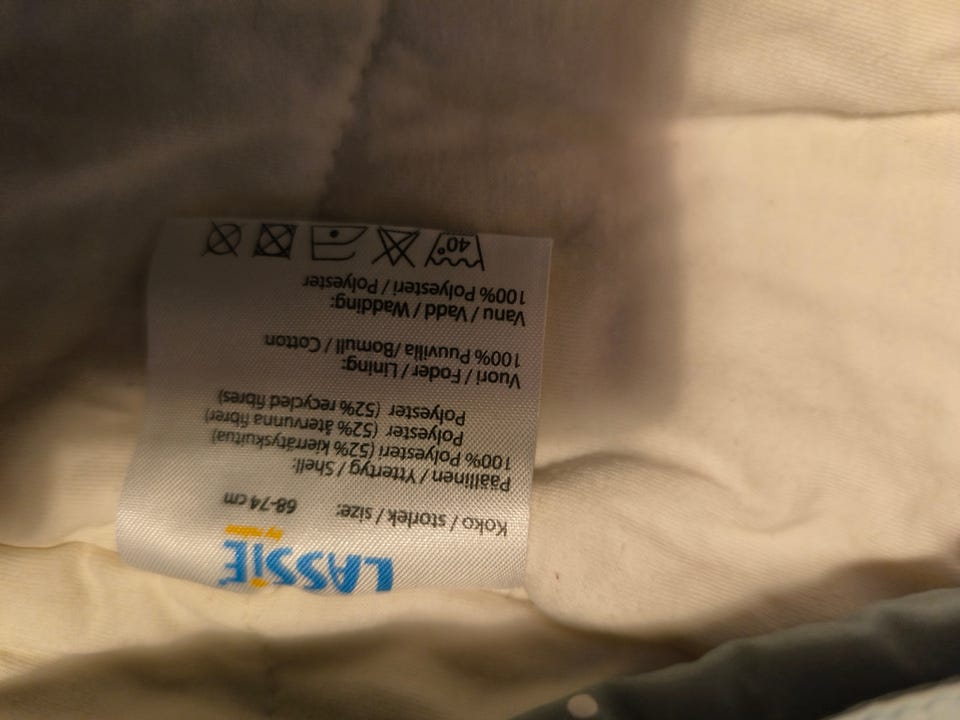 LASSIE
Koko / storlek / size: 68-74 cm
Päällinen / Yttertyg / Shell:
100% Polyesteri (52% kierrätyskuitua)
Polyester (52% återvunna fibrer)
Polyester (52% recycled fibres)
Vuori / Foder / Lining:
100% Puuvilla / Bomull / Cotton
Vanu / Vadd / Wadding:
100% Polyesteri / Polyester
40°